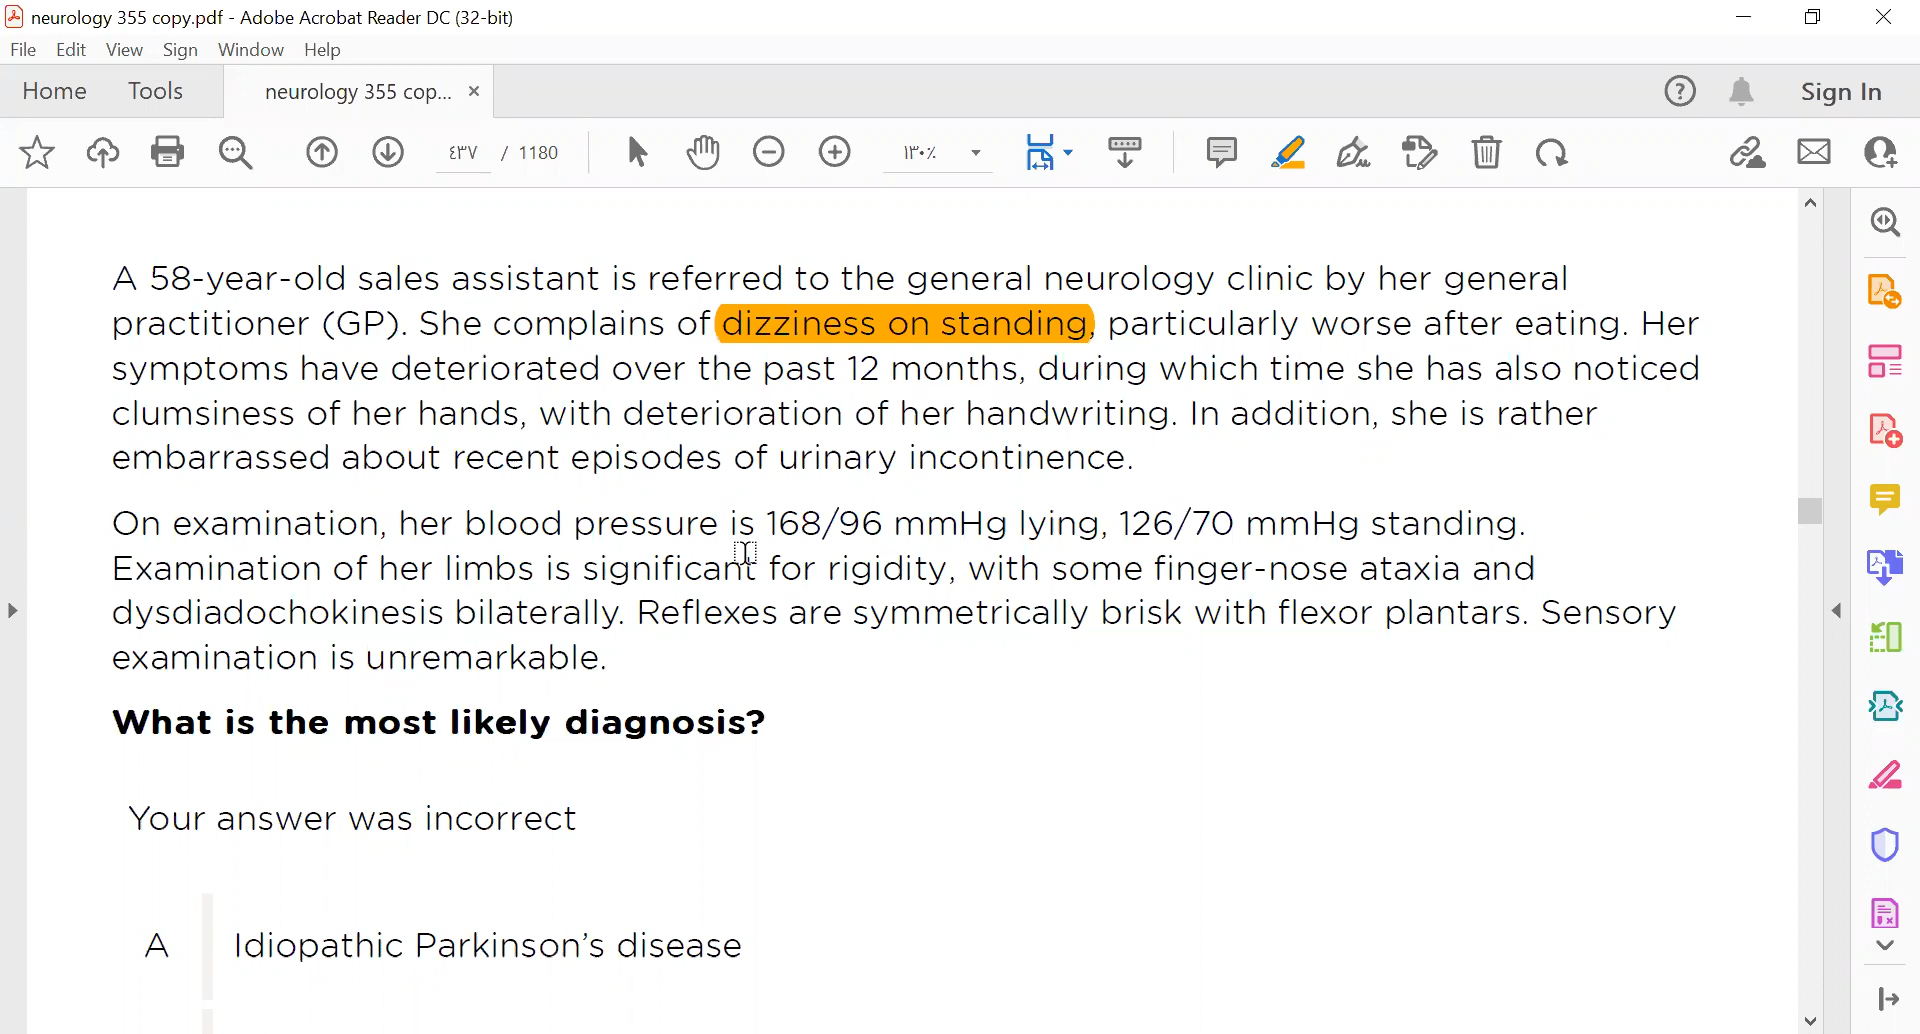 neurology 355 copy.pdf - Adobe Acrobat Reader DC (32-bit)
File Edit View Sign Window Help
Home Tools neurology 355 cop... × Sign In
٤٣٧ / 1180 ١٣٠٪
A 58-year-old sales assistant is referred to the general neurology clinic by her general
practitioner (GP). She complains of dizziness on standing, particularly worse after eating. Her
symptoms have deteriorated over the past 12 months, during which time she has also noticed
clumsiness of her hands, with deterioration of her handwriting. In addition, she is rather
embarrassed about recent episodes of urinary incontinence.
On examination, her blood pressure is 168/96 mmHg lying, 126/70 mmHg standing.
Examination of her limbs is significant for rigidity, with some finger-nose ataxia and
dysdiadochokinesis bilaterally. Reflexes are symmetrically brisk with flexor plantars. Sensory
examination is unremarkable.
What is the most likely diagnosis?
Your answer was incorrect
A Idiopathic Parkinson's disease